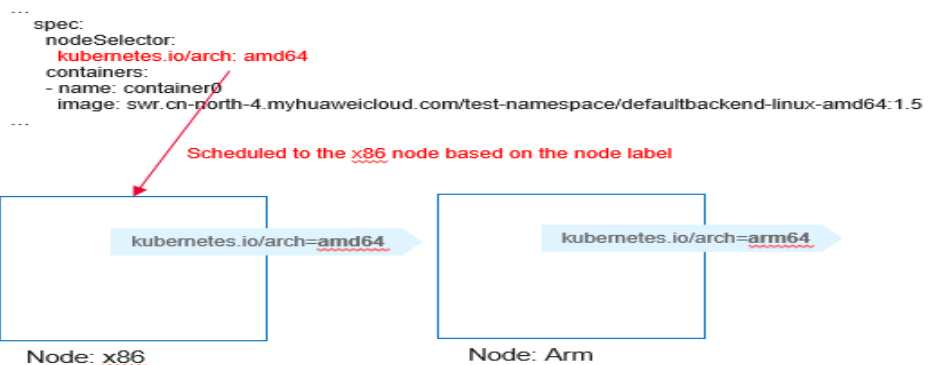 ...
spec:
nodeSelector:
kubernetes.io/arch: amd64
containers:
- name: container0
image: swr.cn-north-4.myhuaweicloud.com/test-namespace/defaultbackend-linux-amd64:1.5
...
Scheduled to the x86 node based on the node label
kubernetes.io/arch=amd64
kubernetes.io/arch=arm64
Node: x86
Node: Arm